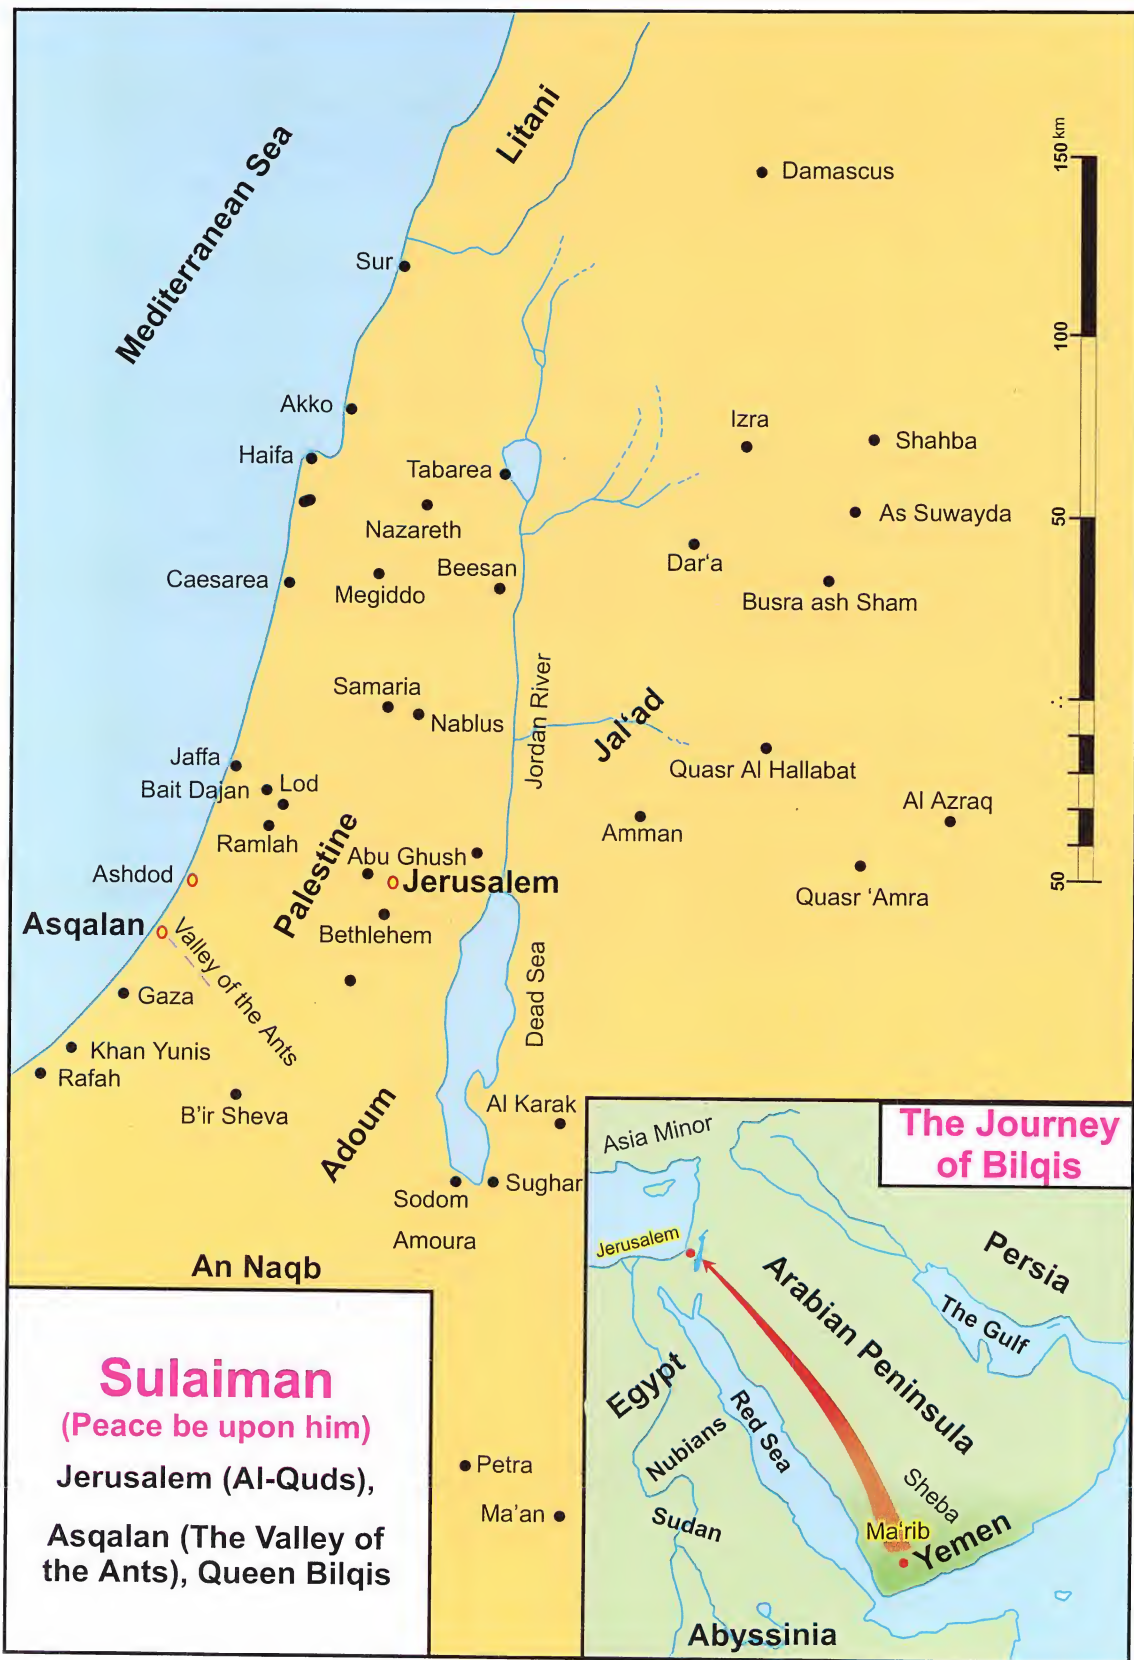 Mediterranean Sea
Litani
150 km
Damascus
Sur
100
Akko
Izra
Shahba
Haifa
Tabarea
50
As Suwayda
Nazareth
Dar‘a
Beesan
Caesarea
Megiddo
Busra ash Sham
Samaria
Nablus
Jordan River
Jal‘ad
Jaffa
Quasr Al Hallabat
Bait Dajan
Lod
Al Azraq
Ramlah
Amman
Palestine
Abu Ghush
Ashdod
Jerusalem
50
Quasr ‘Amra
Asqalan
Valley of the Ants
Bethlehem
Dead Sea
Gaza
Khan Yunis
Rafah
B’ir Sheva
Adoum
Al Karak
Sodom
Sughar
Amoura
An Naqb
Petra
Ma’an
Sulaiman
(Peace be upon him)
Jerusalem (Al-Quds),
Asqalan (The Valley of
the Ants), Queen Bilqis
The Journey
of Bilqis
Asia Minor
Jerusalem
Persia
Arabian Peninsula
The Gulf
Egypt
Red Sea
Nubians
Sheba
Sudan
Ma‘rib
Yemen
Abyssinia